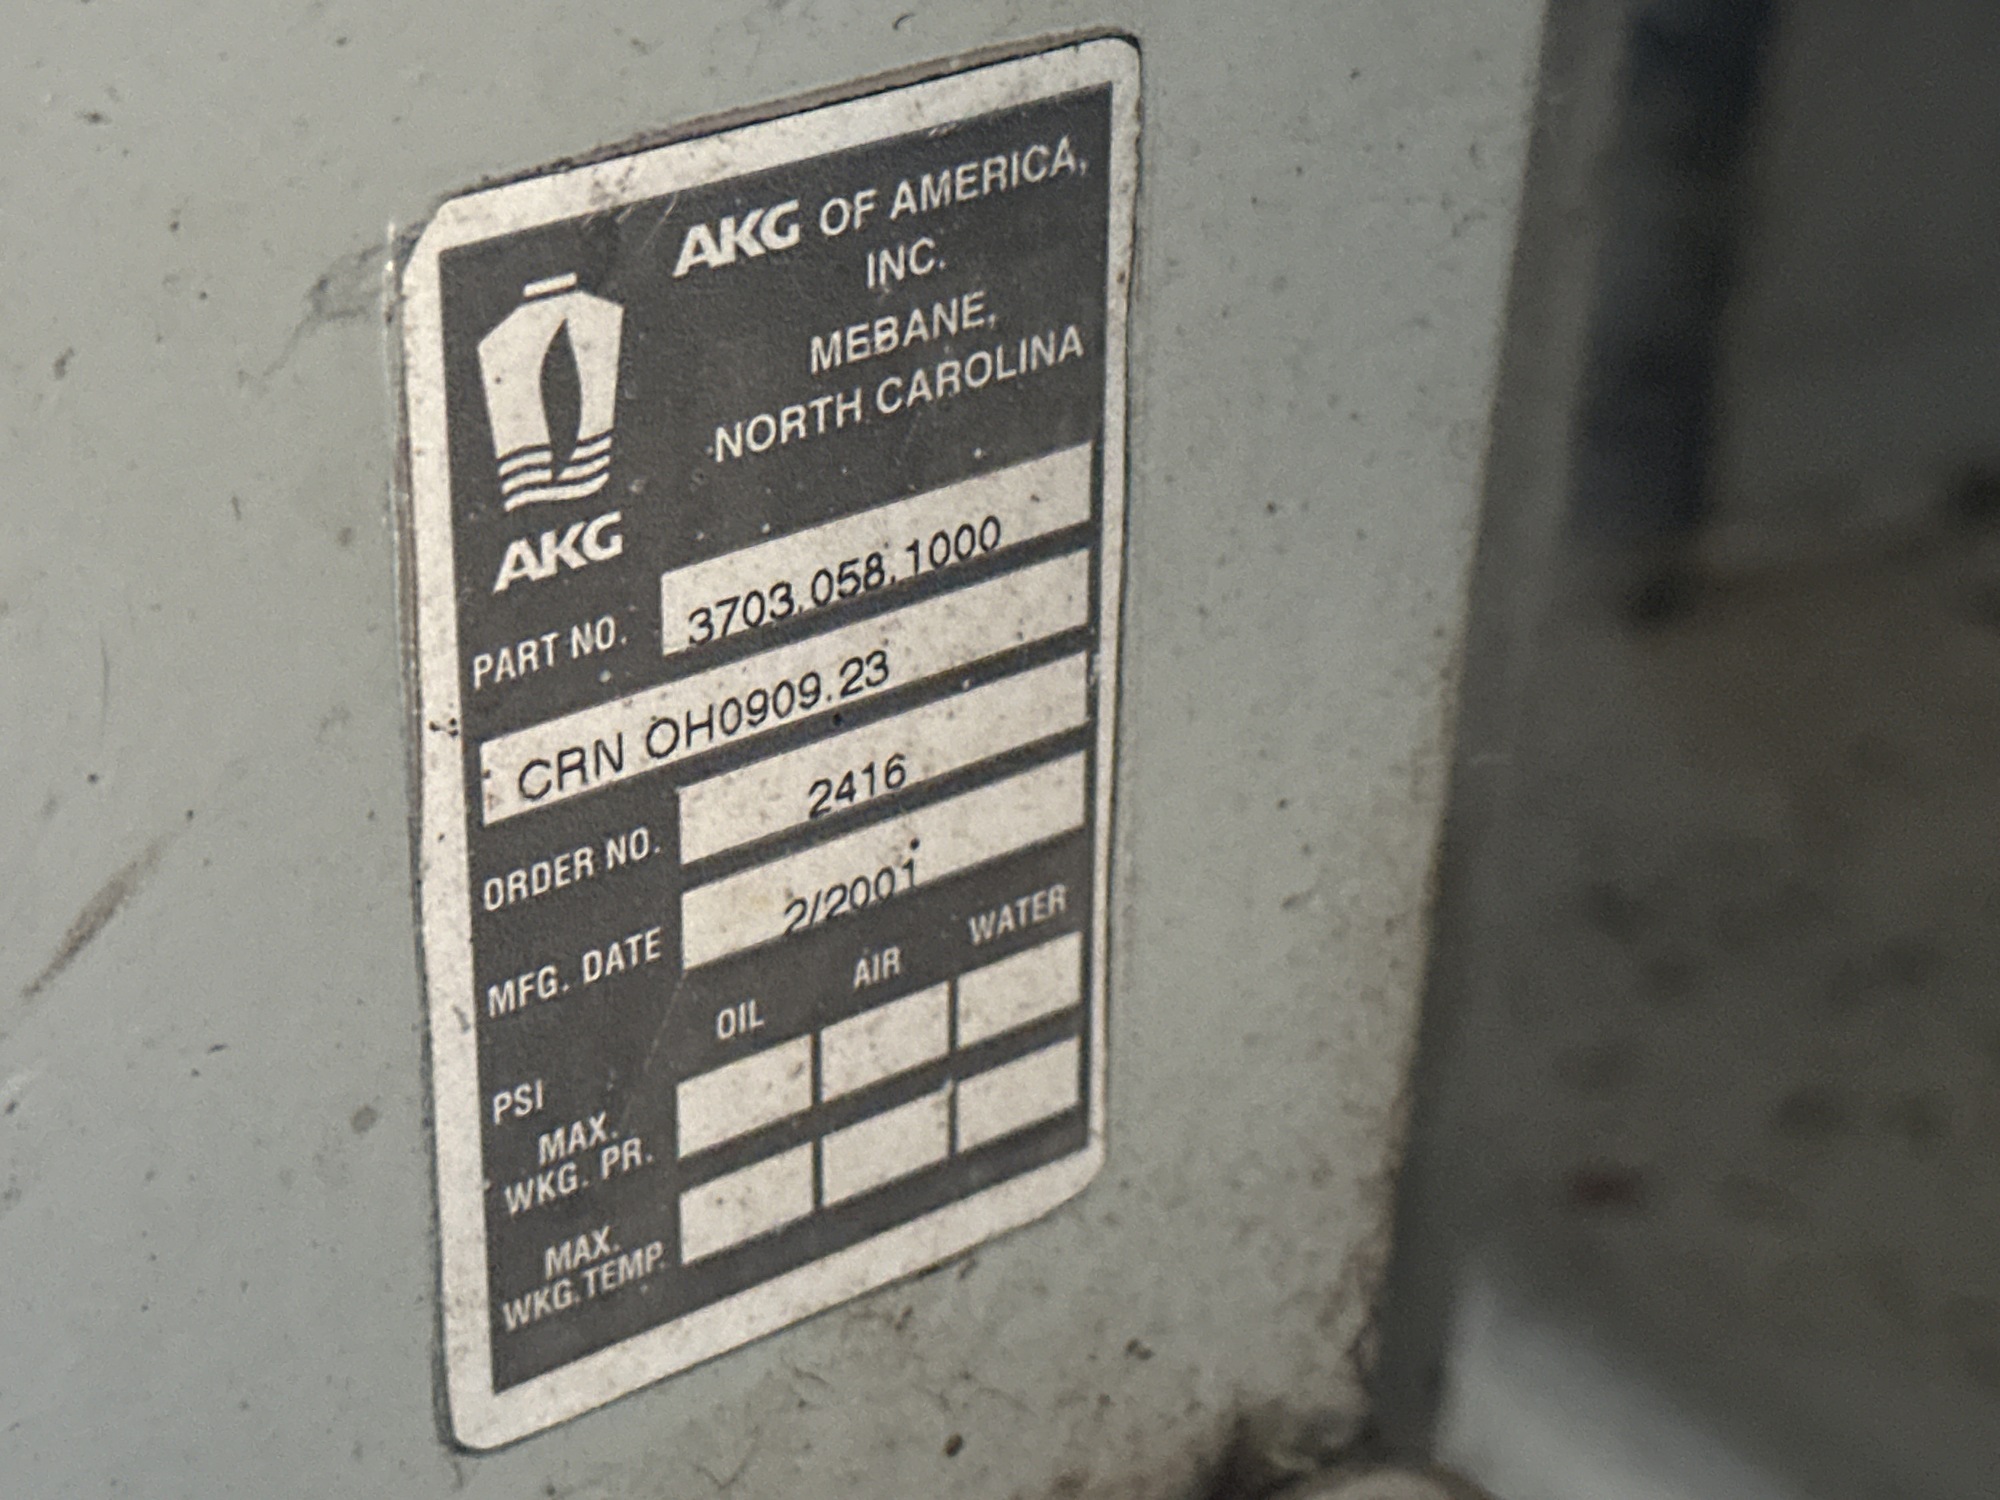 AKG OF AMERICA,
INC.
MEBANE,
NORTH CAROLINA
AKG
PART NO. 3703.058.1000
CRN OH0909.23
ORDER NO. 2416
MFG. DATE 2/2001
OIL AIR WATER
PSI
MAX.
WKG. PR.
MAX.
WKG. TEMP.